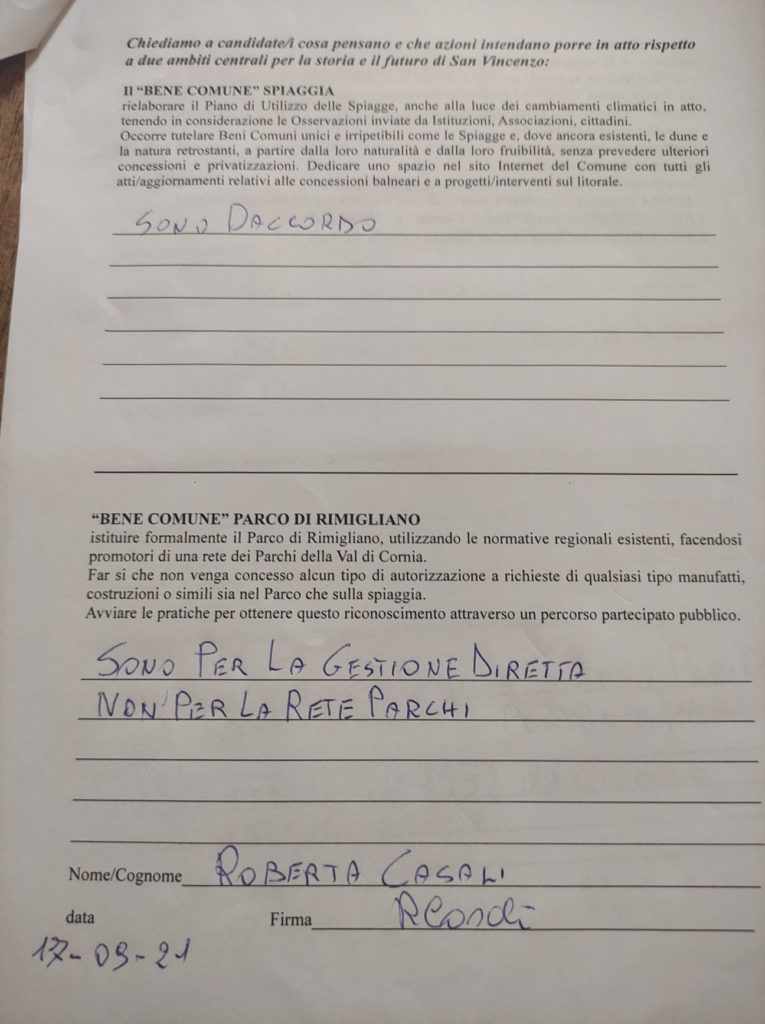 Chiediamo a candidate/i cosa pensano e che azioni intendano porre in atto rispetto
a due ambiti centrali per la storia e il futuro di San Vincenzo:
Il “BENE COMUNE” SPIAGGIA
rielaborare il Piano di Utilizzo delle Spiagge, anche alla luce dei cambiamenti climatici in atto,
tenendo in considerazione le Osservazioni inviate da Istituzioni, Associazioni, cittadini.
Occorre tutelare Beni Comuni unici e irripetibili come le Spiagge e, dove ancora esistenti, le dune e
la natura retrostanti, a partire dalla loro naturalità e dalla loro fruibilità, senza prevedere ulteriori
concessioni e privatizzazioni. Dedicare uno spazio nel sito Internet del Comune con tutti gli
atti/aggiornamenti relativi alle concessioni balneari e a progetti/interventi sul litorale.
SONO DACCORDO
“BENE COMUNE” PARCO DI RIMIGLIANO
istituire formalmente il Parco di Rimigliano, utilizzando le normative regionali esistenti, facendosi
promotori di una rete dei Parchi della Val di Cornia.
Far si che non venga concesso alcun tipo di autorizzazione a richieste di qualsiasi tipo manufatti,
costruzioni o simili sia nel Parco che sulla spiaggia.
Avviare le pratiche per ottenere questo riconoscimento attraverso un percorso partecipato pubblico.
SONO PER LA GESTIONE DIRETTA
NON PER LA RETE PARCHI
Nome/Cognome ROBERTA CASALI
data Firma
17-09-21